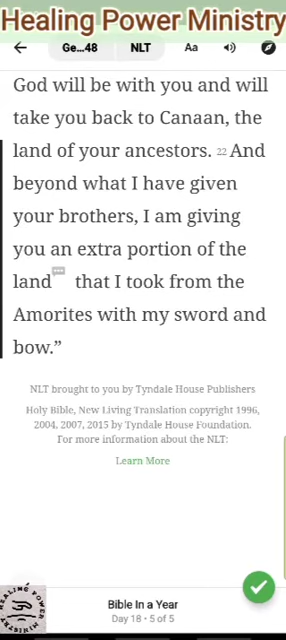 Healing Power Ministry
Ge...48 NLT Aa
God will be with you and will
take you back to Canaan, the
land of your ancestors. 22 And
beyond what I have given
your brothers, I am giving
you an extra portion of the
land that I took from the
Amorites with my sword and
bow.”
NLT brought to you by Tyndale House Publishers
Holy Bible, New Living Translation copyright 1996,
2004, 2007, 2015 by Tyndale House Foundation.
For more information about the NLT:
Learn More
HEALING POWER
MINISTRY
Bible In a Year
Day 18 • 5 of 5